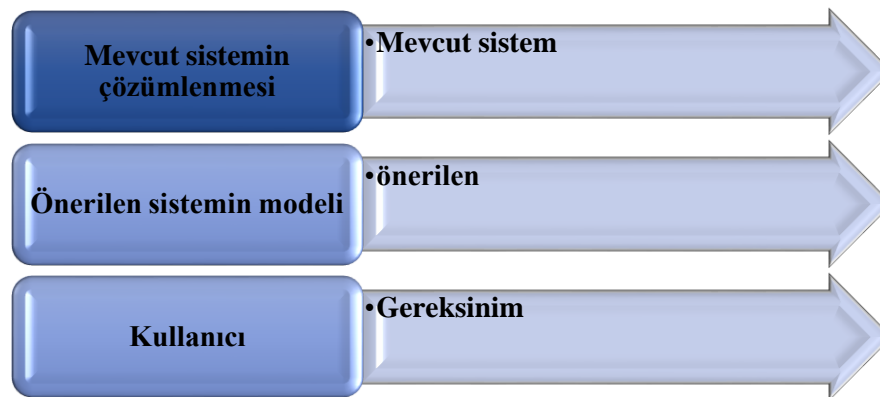 Mevcut sistemin
çözümlenmesi
•Mevcut sistem
Önerilen sistemin modeli
•önerilen
Kullanıcı
•Gereksinim